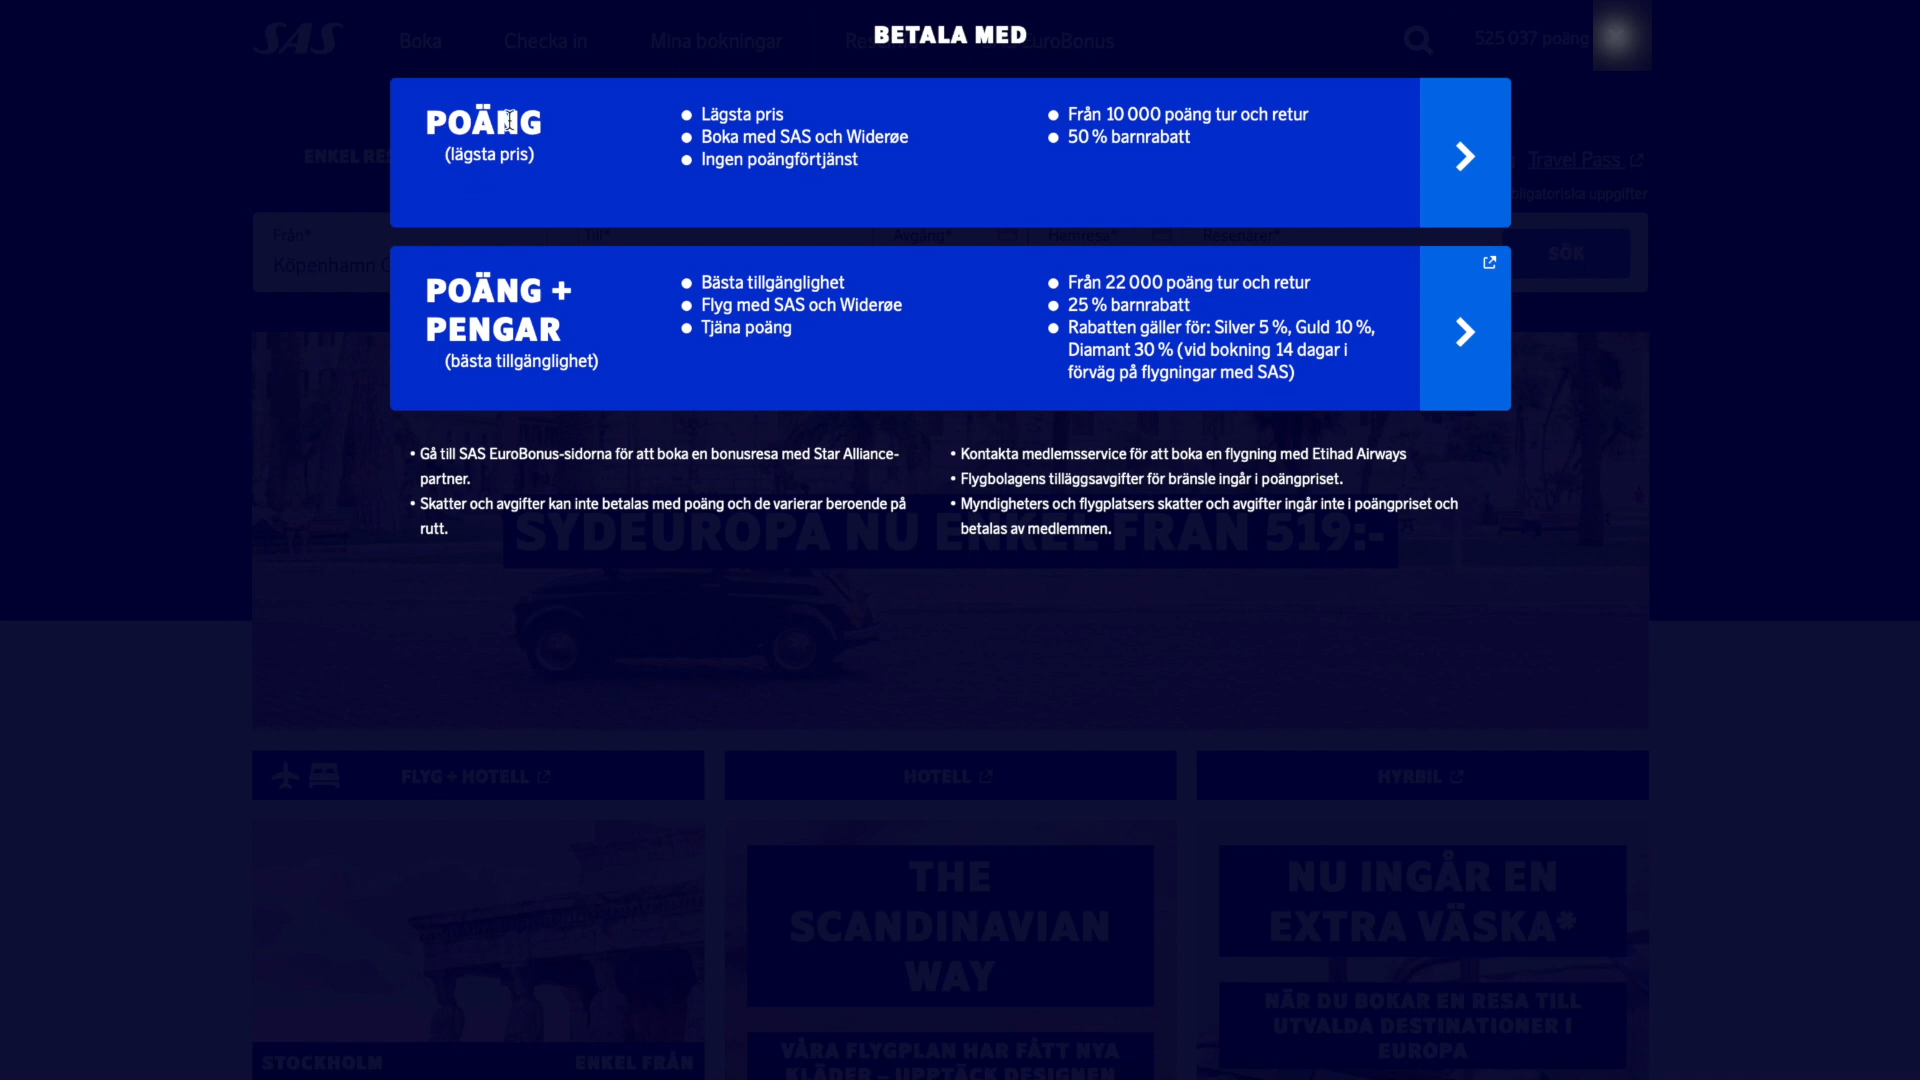 BETALA MED
SAS
Boka
Checka in
Mina bokningar
EuroBonus
525 037 poäng
POÄNG
(lägsta pris)
Lägsta pris
Boka med SAS och Widerøe
Ingen poängförtjänst
Från 10 000 poäng tur och retur
50 % barnrabatt
Travel Pass
Från*
Till*
Avgång*
Hemresa*
Resenärer*
Köpenhamn
SÖK
POÄNG +
PENGAR
(bästa tillgänglighet)
Bästa tillgänglighet
Flyg med SAS och Widerøe
Tjäna poäng
Från 22 000 poäng tur och retur
25 % barnrabatt
Rabatten gäller för: Silver 5 %, Guld 10 %,
Diamant 30 % (vid bokning 14 dagar i
förväg på flygningar med SAS)
• Gå till SAS EuroBonus-sidorna för att boka en bonusresa med Star Alliance-
partner.
• Skatter och avgifter kan inte betalas med poäng och de varierar beroende på
rutt.
• Kontakta medlemsservice för att boka en flygning med Etihad Airways
• Flygbolagens tilläggsavgifter för bränsle ingår i poängpriset.
• Myndigheters och flygplatsers skatter och avgifter ingår inte i poängpriset och
betalas av medlemmen.
SYDEUROPA NU ENKEL FRÅN 519:-
FLYG + HOTELL
HOTELL
HYRBIL
THE
SCANDINAVIAN
WAY
VÅRA FLYGPLAN HAR FÅTT NYA
KLÄDER – UPPTÄCK DESIGNEN
NU INGÅR EN
EXTRA VÄSKA*
NÄR DU BOKAR EN RESA TILL
UTVALDA DESTINATIONER I
EUROPA
STOCKHOLM
ENKEL FRÅN